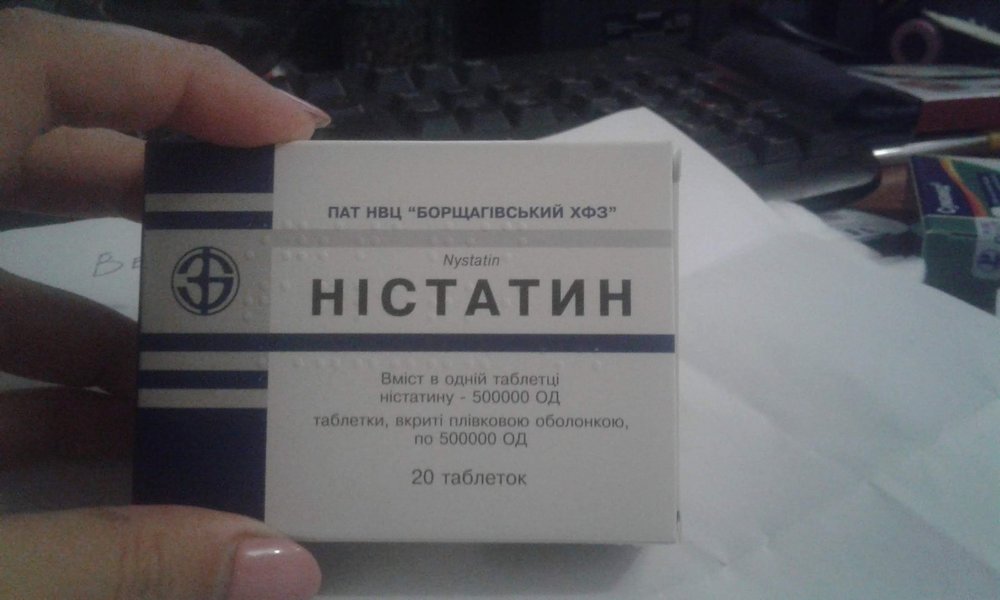 ПАТ НВЦ "БОРЩАГІВСЬКИЙ ХФЗ"
Nystatin
НІСТАТИН
Вміст в одній таблетці
ністатину - 500000 ОД
таблетки, вкриті плівковою оболонкою,
по 500000 ОД
20 таблеток